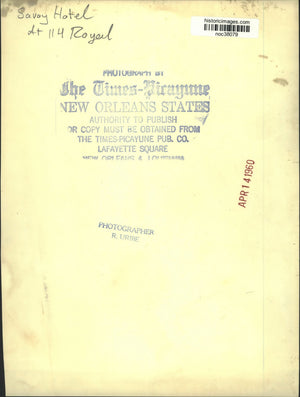 Savoy Hotel
At 114 Royal
historicimages.com
noc38079
PHOTOGRAPH BY
The Times-Picayune
NEW ORLEANS STATES
AUTHORITY TO PUBLISH
OR COPY MUST BE OBTAINED FROM
THE TIMES-PICAYUNE PUB. CO.
LAFAYETTE SQUARE
NEW ORLEANS 4, LOUISIANA
APR 14 1960
PHOTOGRAPHER
R. URIBE